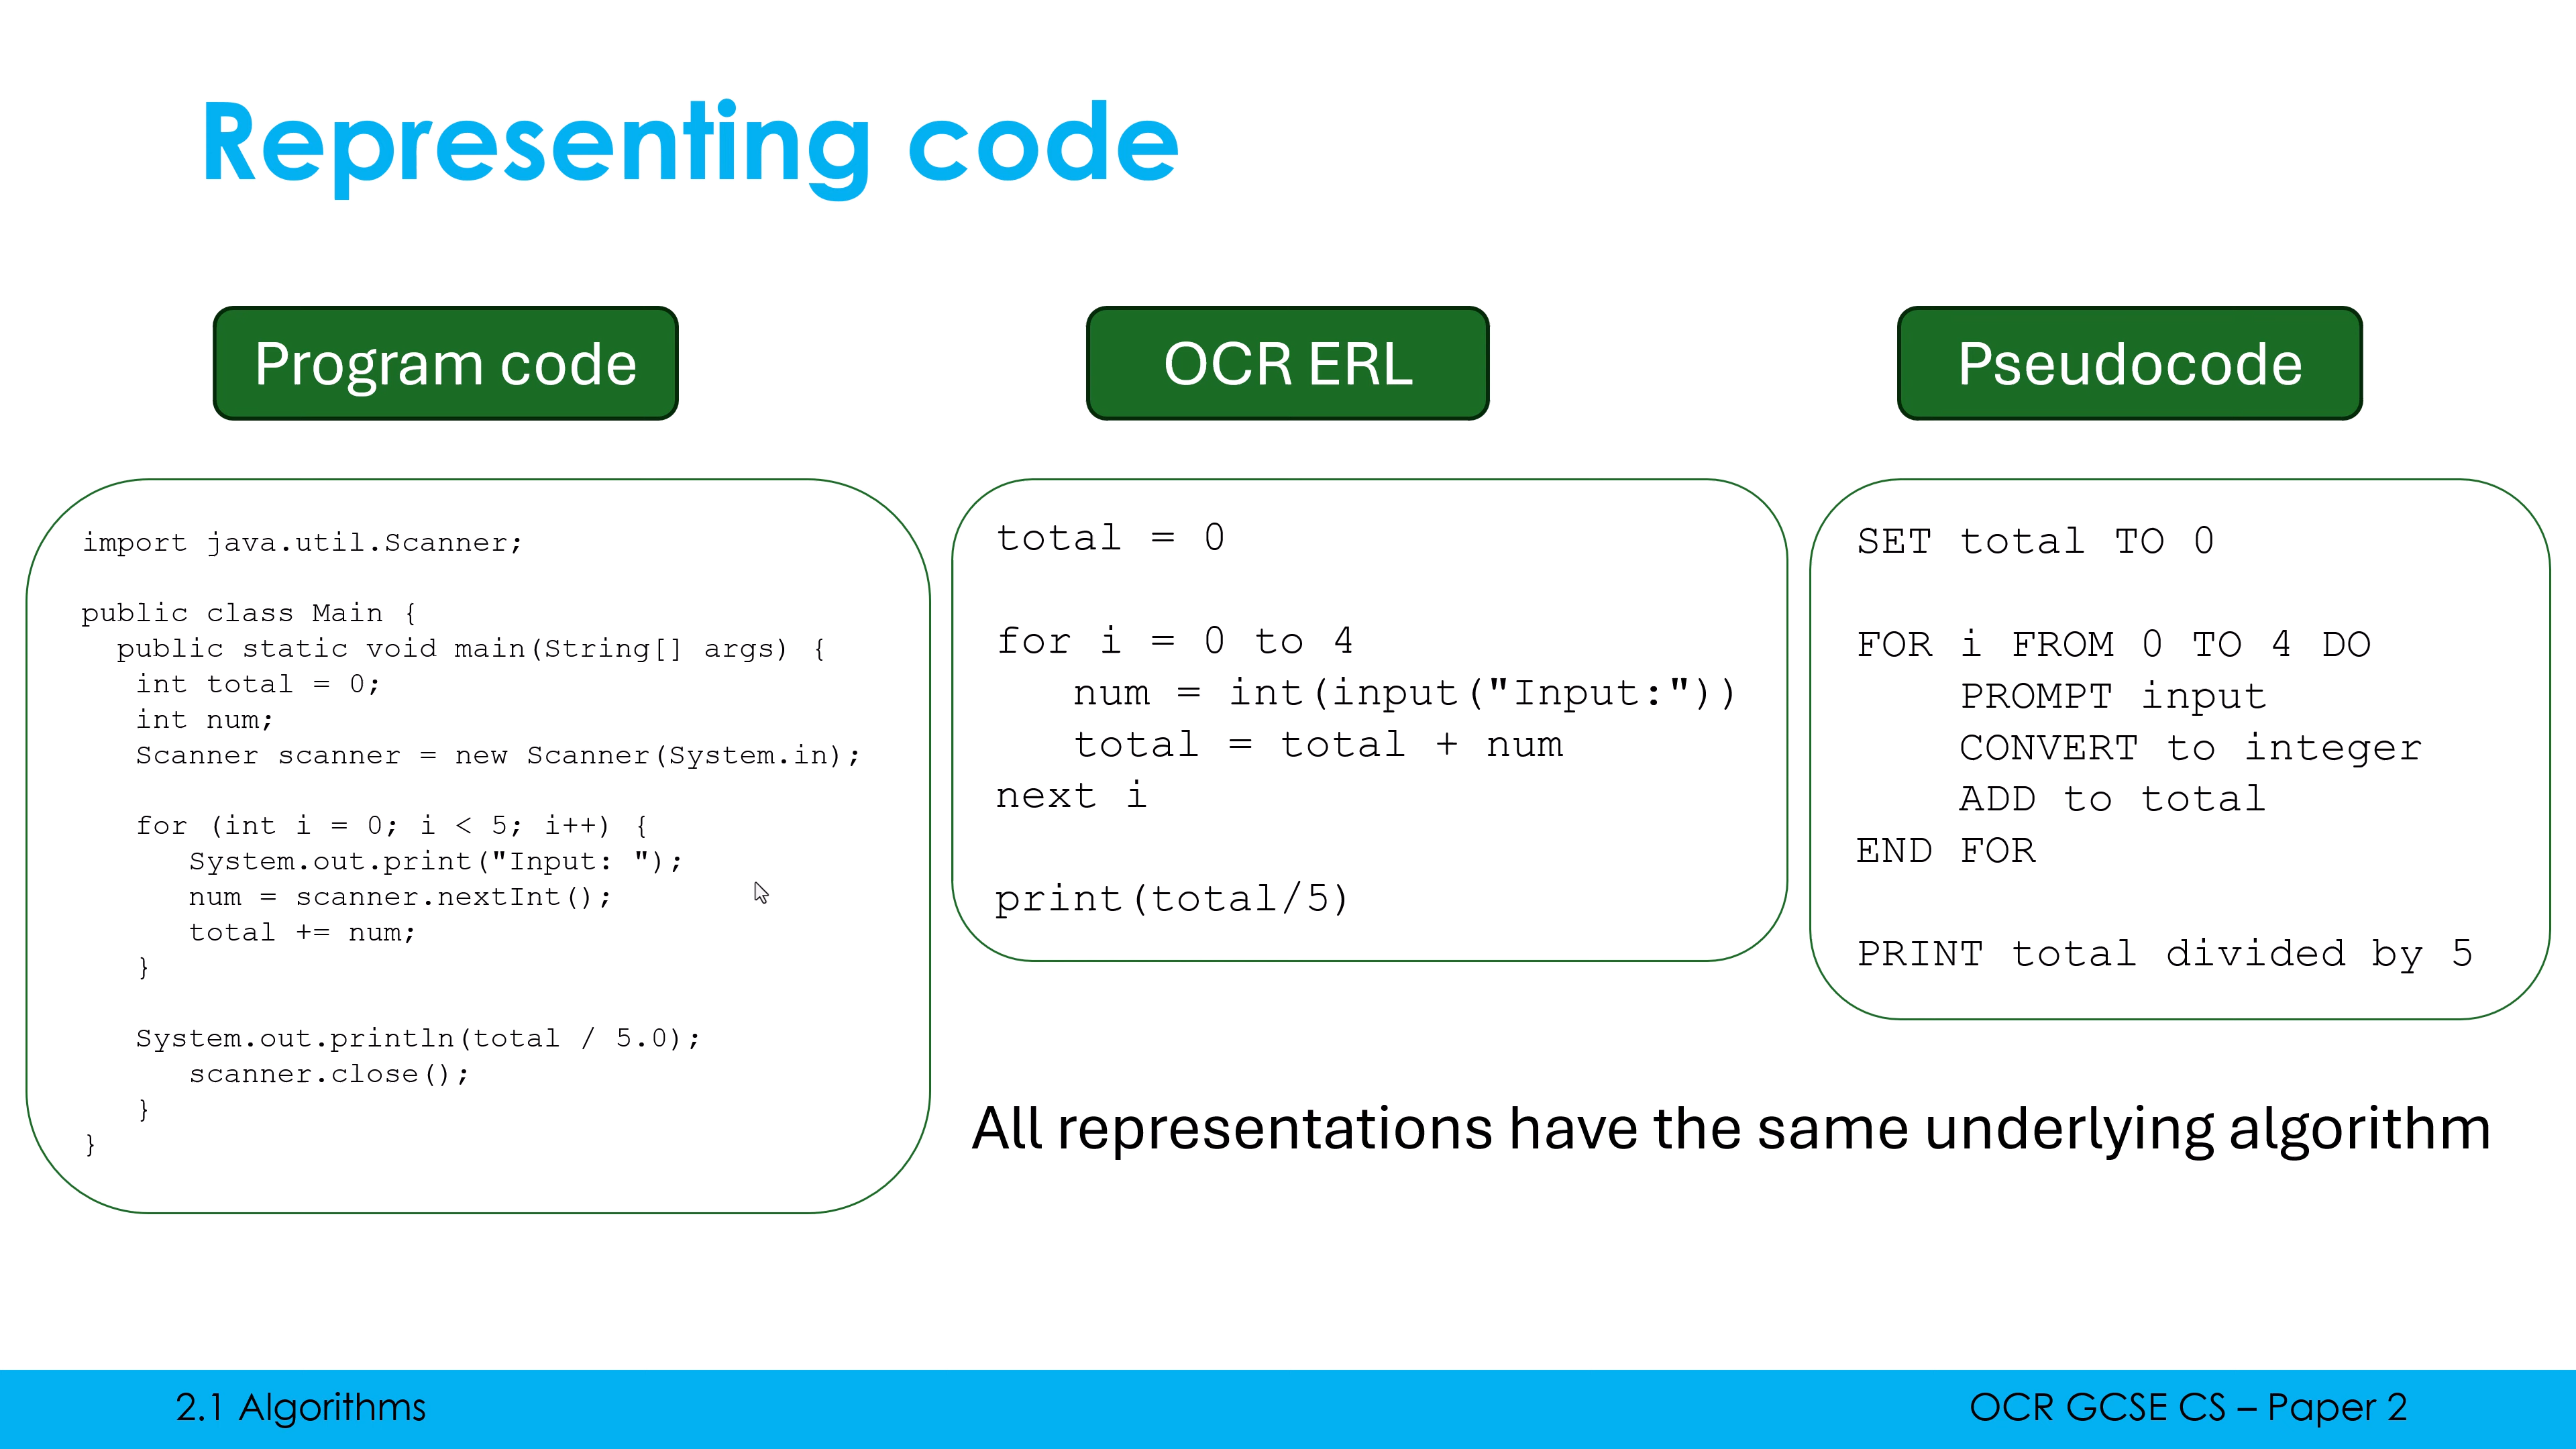 Representing code
Program code
import java.util.Scanner;
public class Main {
public static void main(String[] args) {
int total = 0;
int num;
Scanner scanner = new Scanner(System.in);
for (int i = 0; i < 5; i++) {
System.out.print("Input: ");
num = scanner.nextInt();
total += num;
}
System.out.println(total / 5.0);
scanner.close();
}
}
OCR ERL
total = 0
for i = 0 to 4
num = int(input("Input:"))
total = total + num
next i
print(total/5)
Pseudocode
SET total TO 0
FOR i FROM 0 TO 4 DO
PROMPT input
CONVERT to integer
ADD to total
END FOR
PRINT total divided by 5
All representations have the same underlying algorithm
2.1 Algorithms
OCR GCSE CS – Paper 2